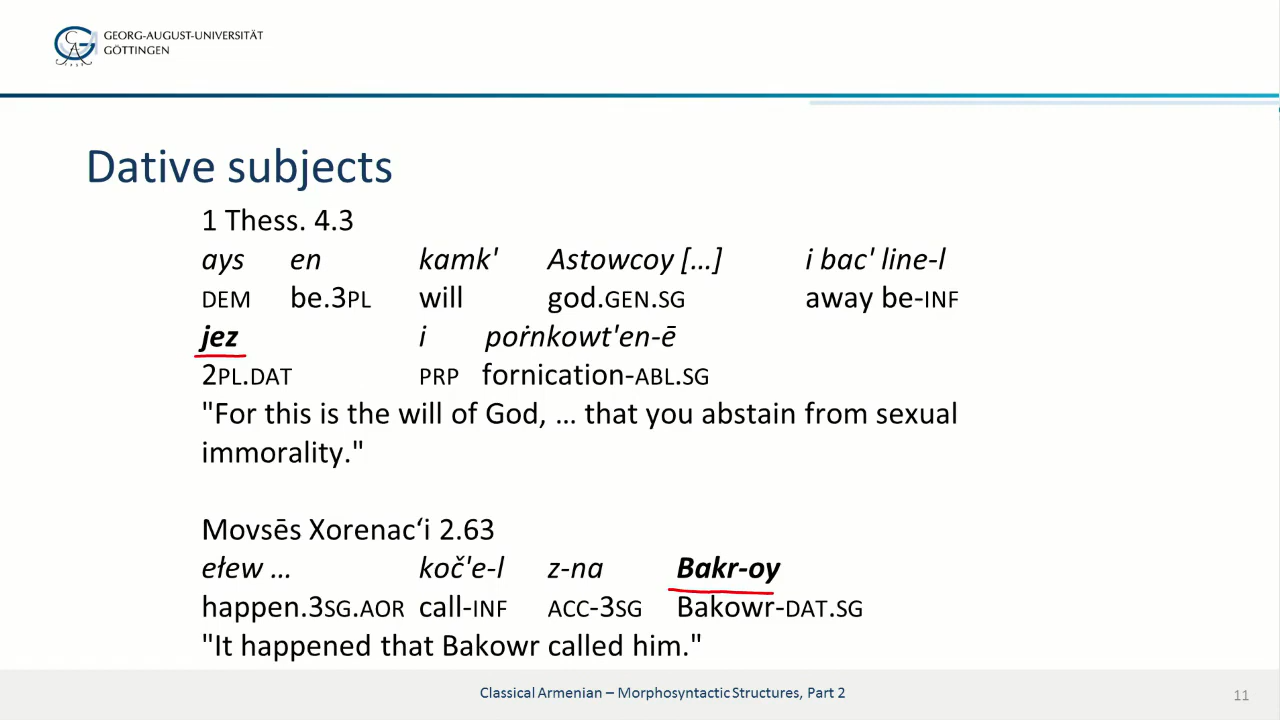 GEORG-AUGUST-UNIVERSITÄT
GÖTTINGEN
Dative subjects
1 Thess. 4.3
ays en kamk' Astowcoy […] i bac' line-l
DEM be.3PL will god.GEN.SG away be-INF
jez i poṙnkowt'en-ē
2PL.DAT PRP fornication-ABL.SG
"For this is the will of God, … that you abstain from sexual
immorality."
Movsēs Xorenac‘i 2.63
ełew … koč'e-l z-na Bakr-oy
happen.3SG.AOR call-INF ACC-3SG Bakowr-DAT.SG
"It happened that Bakowr called him."
Classical Armenian – Morphosyntactic Structures, Part 2
11